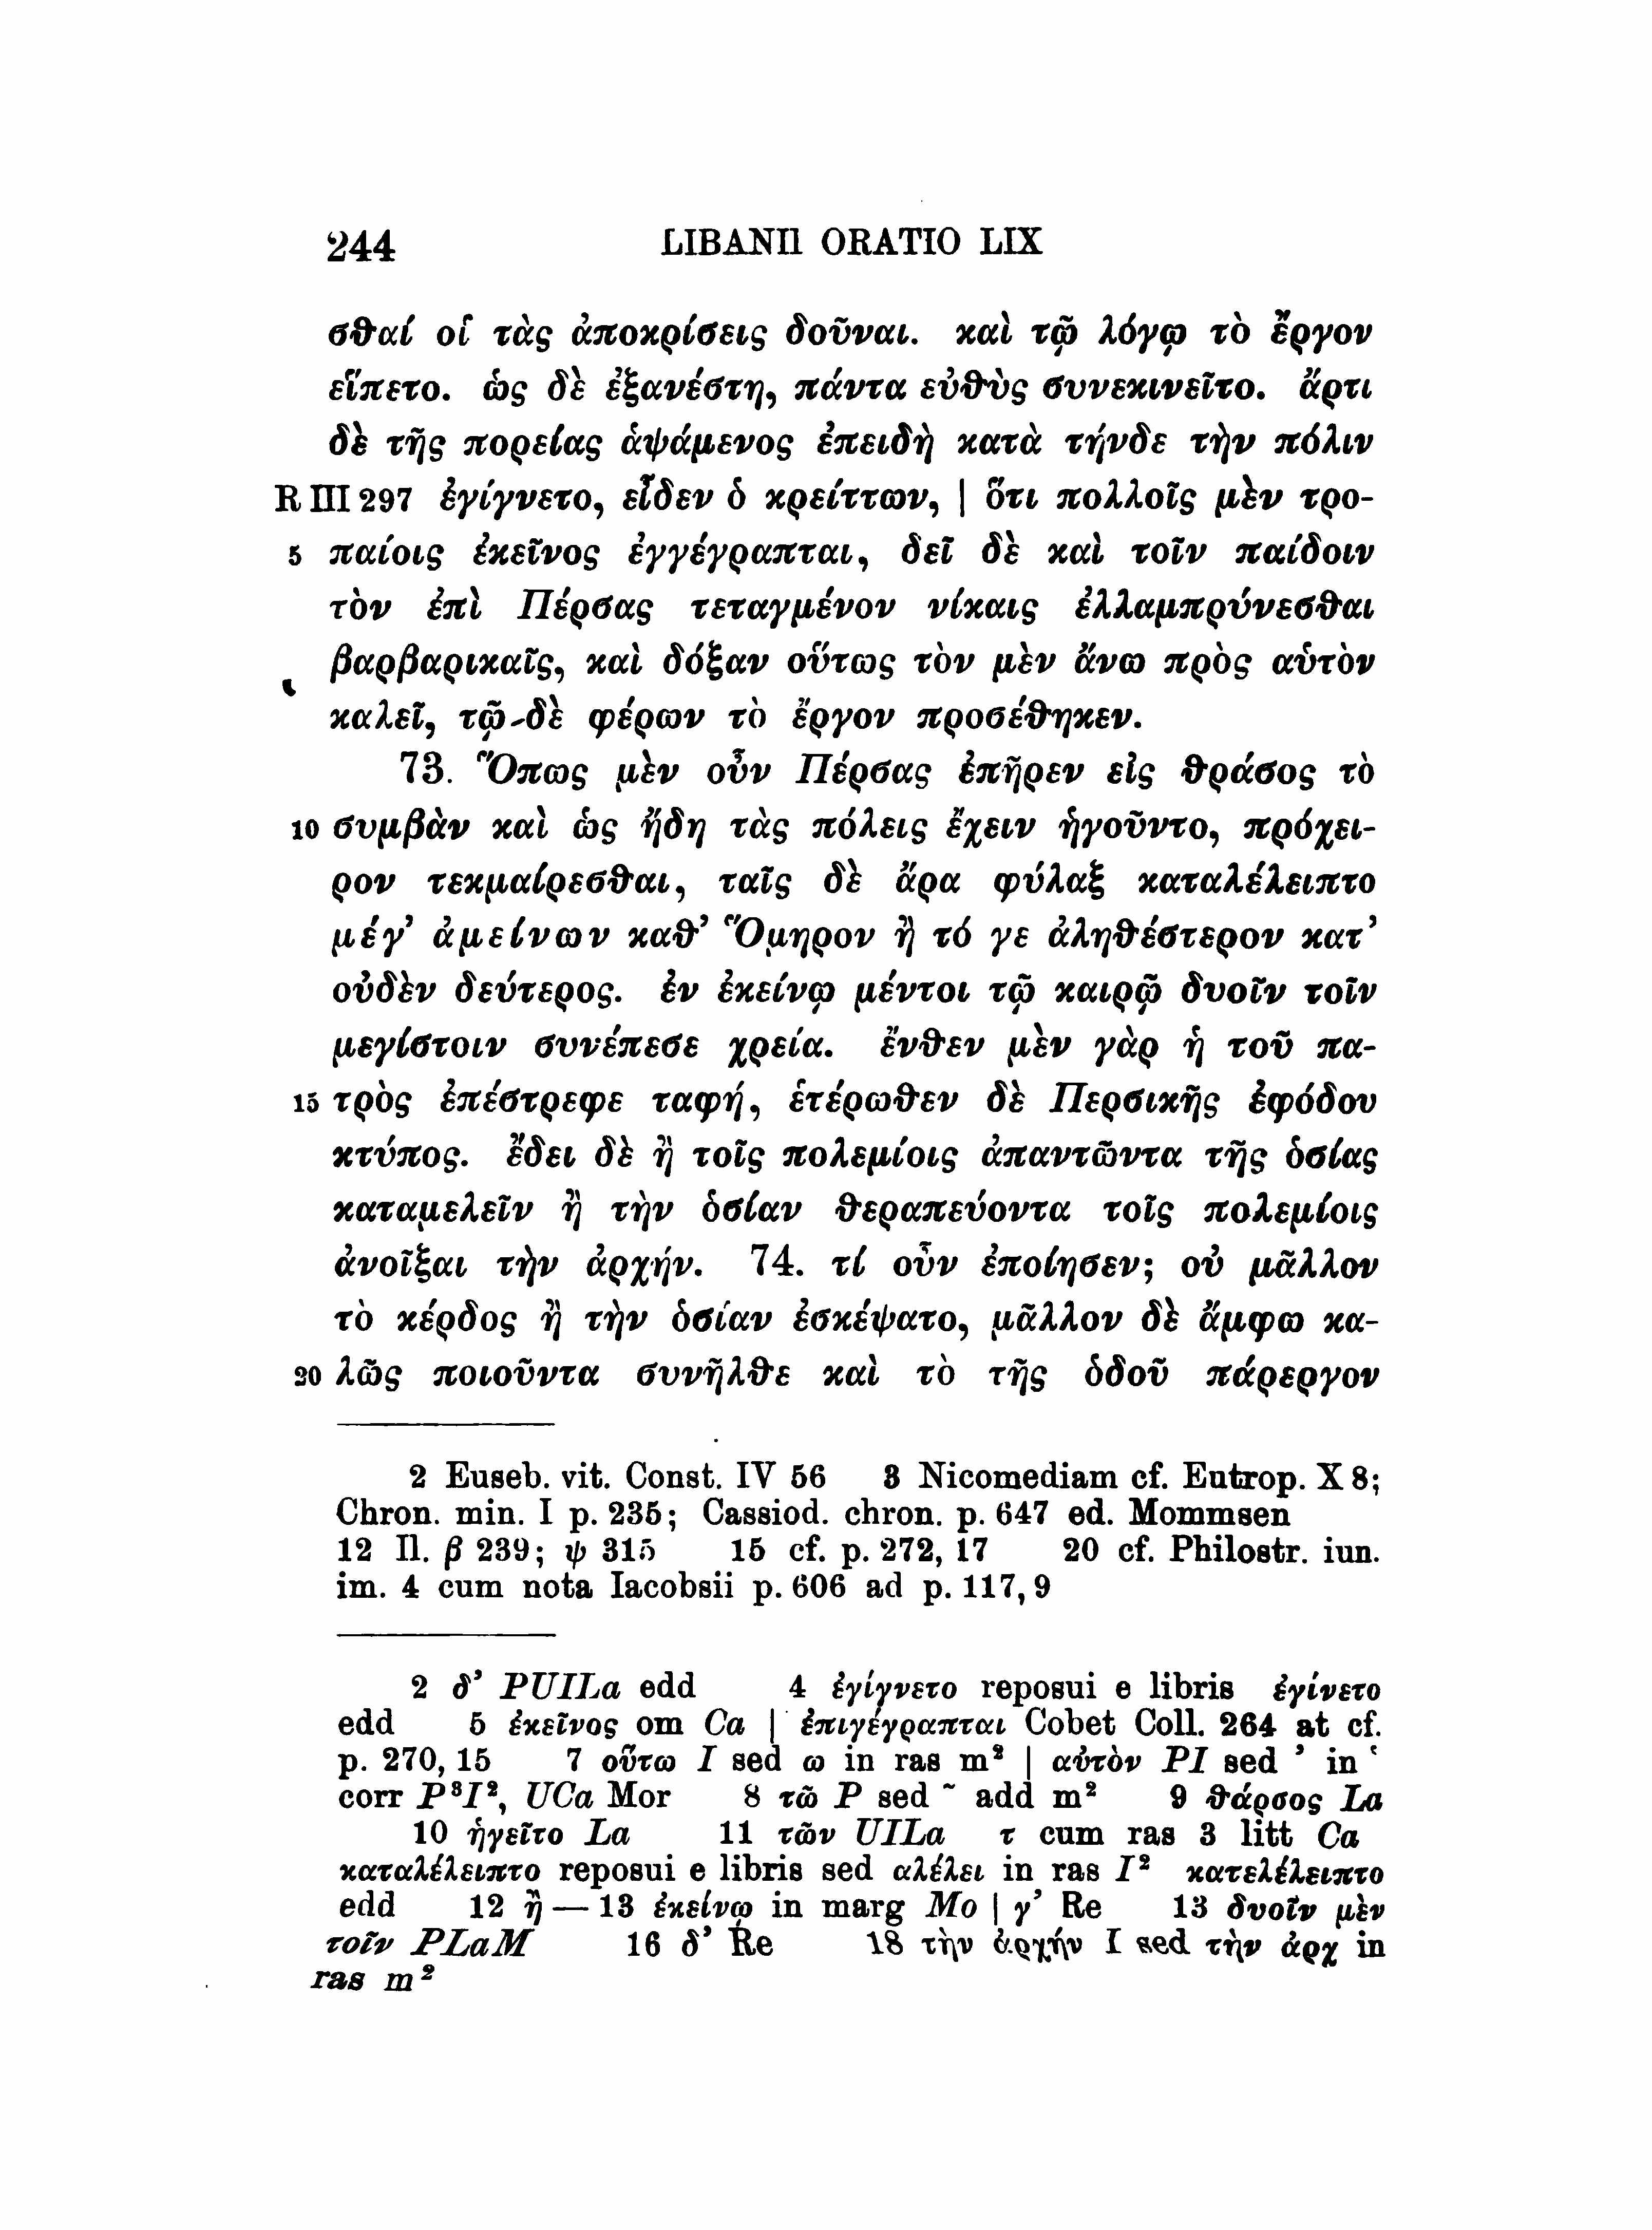 244 LIBANII ORATIO LIX
σθαί οἱ τὰς ἀποκρίσεις δοῦναι. καὶ τῷ λόγῳ τὸ ἔργον
εἵπετο. ὡς δὲ ἐξανέστη, πάντα εὐθὺς συνεκινεῖτο. ἄρτι
δὲ τῆς πορείας ἁψάμενος ἐπειδὴ κατὰ τήνδε τὴν πόλιν
R III 297 ἐγίγνετο, εἶδεν ὁ κρείττων, | ὅτι πολλοῖς μὲν τρο-
5 παίοις ἐκεῖνος ἐγγέγραπται, δεῖ δὲ καὶ τοῖν παίδοιν
τὸν ἐπὶ Πέρσας τεταγμένον νίκαις ἐλλαμπρύνεσθαι
βαρβαρικαῖς, καὶ δόξαν οὕτως τὸν μὲν ἄνω πρὸς αὑτὸν
καλεῖ, τῷ δὲ φέρων τὸ ἔργον προσέθηκεν.
73. Ὅπως μὲν οὖν Πέρσας ἐπῆρεν εἰς θράσος τὸ
10 συμβὰν καὶ ὡς ἤδη τὰς πόλεις ἔχειν ἡγοῦντο, πρόχει-
ρον τεκμαίρεσθαι, ταῖς δὲ ἄρα φύλαξ καταλέλειπτο
μέγ' ἀμείνων καθ' Ὅμηρον ἢ τό γε ἀληθέστερον κατ'
οὐδὲν δεύτερος. ἐν ἐκείνῳ μέντοι τῷ καιρῷ δυοῖν τοῖν
μεγίστοιν συνέπεσε χρεία. ἔνθεν μὲν γὰρ ἡ τοῦ πα-
15 τρὸς ἐπέστρεφε ταφή, ἑτέρωθεν δὲ Περσικῆς ἐφόδου
κτύπος. ἔδει δὲ ἢ τοῖς πολεμίοις ἀπαντῶντα τῆς ὁσίας
καταμελεῖν ἢ τὴν ὁσίαν θεραπεύοντα τοῖς πολεμίοις
ἀνοῖξαι τὴν ἀρχήν. 74. τί οὖν ἐποίησεν; οὐ μᾶλλον
τὸ κέρδος ἢ τὴν ὁσίαν ἐσκέψατο, μᾶλλον δὲ ἄμφω κα-
20 λῶς ποιοῦντα συνῆλθε καὶ τὸ τῆς ὁδοῦ πάρεργον
2 Euseb. vit. Const. IV 56 3 Nicomediam cf. Eutrop. X 8;
Chron. min. I p. 235; Cassiod. chron. p. 647 ed. Mommsen
12 Il. β 239; ψ 315 15 cf. p. 272, 17 20 cf. Philostr. iun.
im. 4 cum nota Iacobsii p. 606 ad p. 117, 9
2 δ' PUILa edd 4 ἐγίγνετο reposui e libris ἐγίνετο
edd 5 ἐκεῖνος om Ca | ἐπιγέγραπται Cobet Coll. 264 at cf.
p. 270, 15 7 οὕτω I sed ω in ras m² | αὐτὸν PI sed ' in ʽ
corr P³I², UCa Mor 8 τῶ P sed ῀ add m² 9 θάρσος La
10 ἡγεῖτο La 11 τῶν UILa τ cum ras 3 litt Ca
καταλέλειπτο reposui e libris sed αλέλει in ras I² κατελέλειπτο
edd 12 ἢ — 13 ἐκείνῳ in marg Mo | γ' Re 13 δυοῖν μὲν
τοῖν PLaM 16 δ' Re 18 τὴν ἀρχήν I sed τὴν ἀρχ in
ras m²